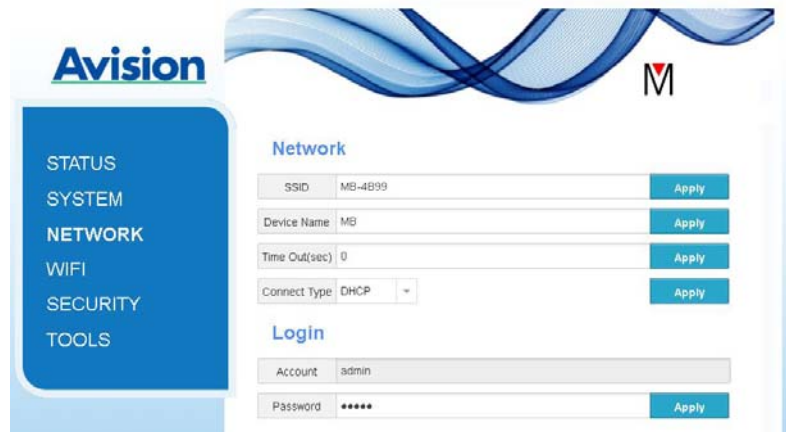 Avision
M
STATUS
SYSTEM
NETWORK
WIFI
SECURITY
TOOLS
Network
SSID MB-4B99 Apply
Device Name MB Apply
Time Out(sec) 0 Apply
Connect Type DHCP Apply
Login
Account admin
Password ●●●●● Apply